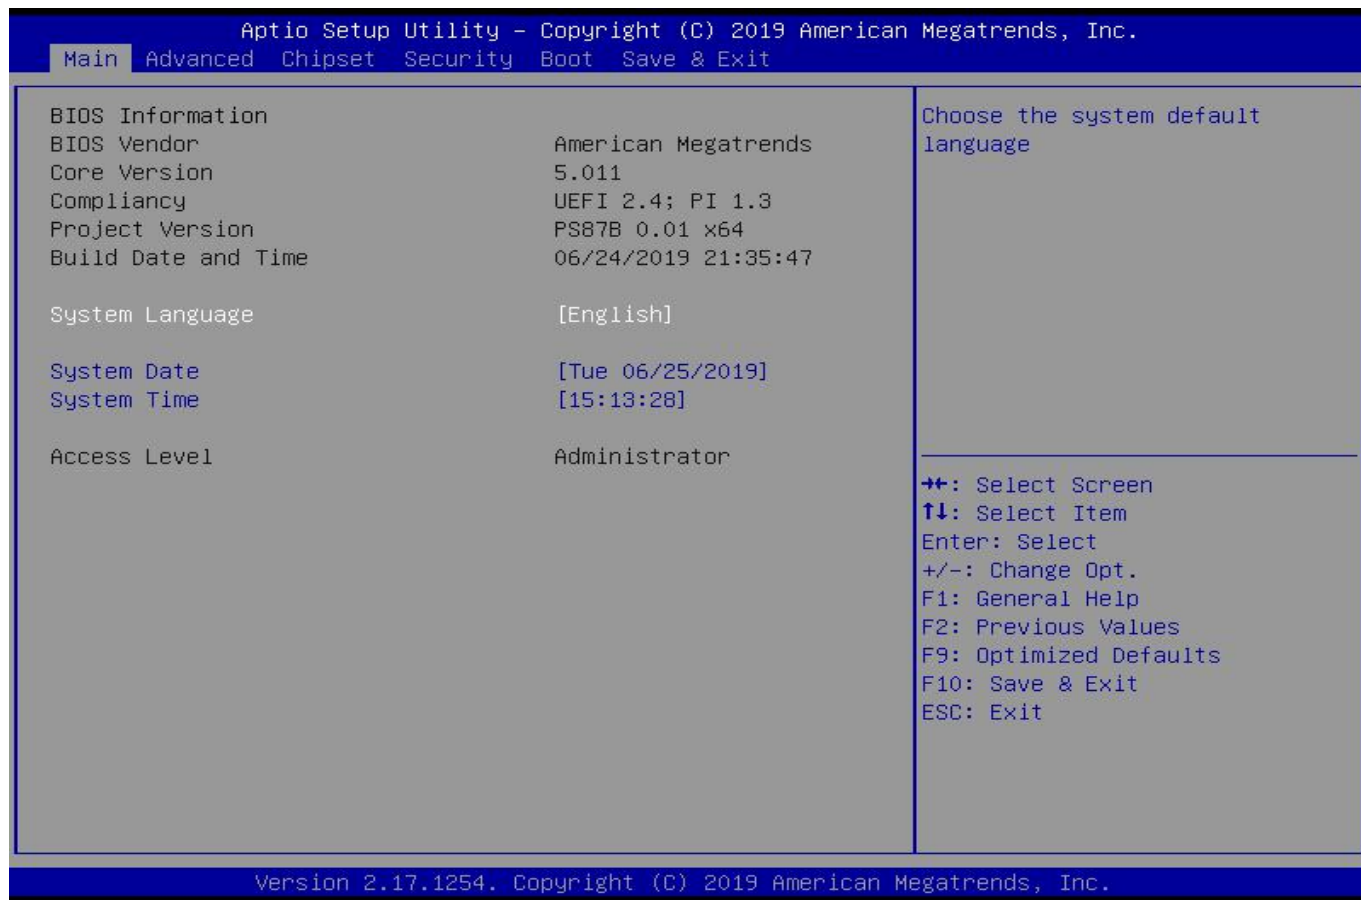 Aptio Setup Utility – Copyright (C) 2019 American Megatrends, Inc.
Main Advanced Chipset Security Boot Save & Exit
BIOS Information
BIOS Vendor American Megatrends
Core Version 5.011
Compliancy UEFI 2.4; PI 1.3
Project Version PS87B 0.01 x64
Build Date and Time 06/24/2019 21:35:47
System Language [English]
System Date [Tue 06/25/2019]
System Time [15:13:28]
Access Level Administrator
Choose the system default
language
→←: Select Screen
↑↓: Select Item
Enter: Select
+/-: Change Opt.
F1: General Help
F2: Previous Values
F9: Optimized Defaults
F10: Save & Exit
ESC: Exit
Version 2.17.1254. Copyright (C) 2019 American Megatrends, Inc.